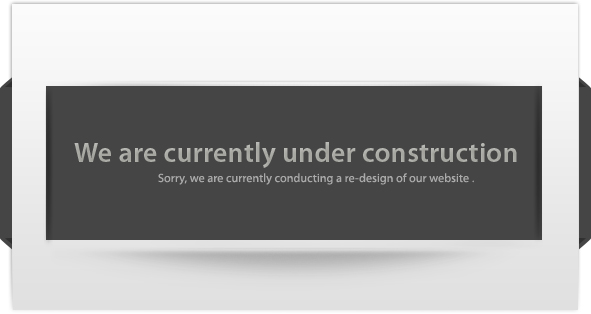 We are currently under construction
Sorry, we are currently conducting a re-design of our website .